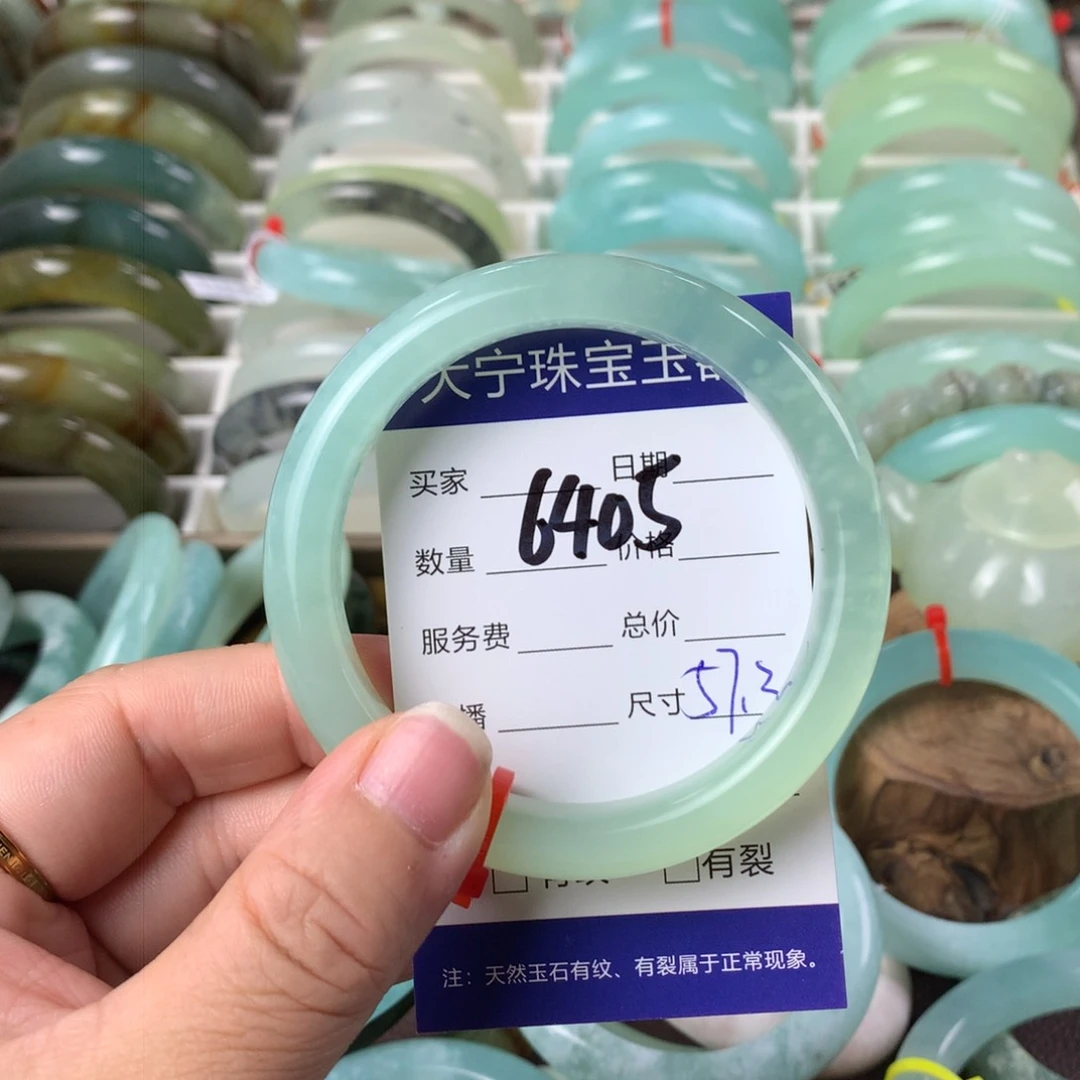 大宁珠宝玉器
买家 日期
6405
数量 价格
服务费 总价
播 尺寸 57.3
有裂
注：天然玉石有纹、有裂属于正常现象。